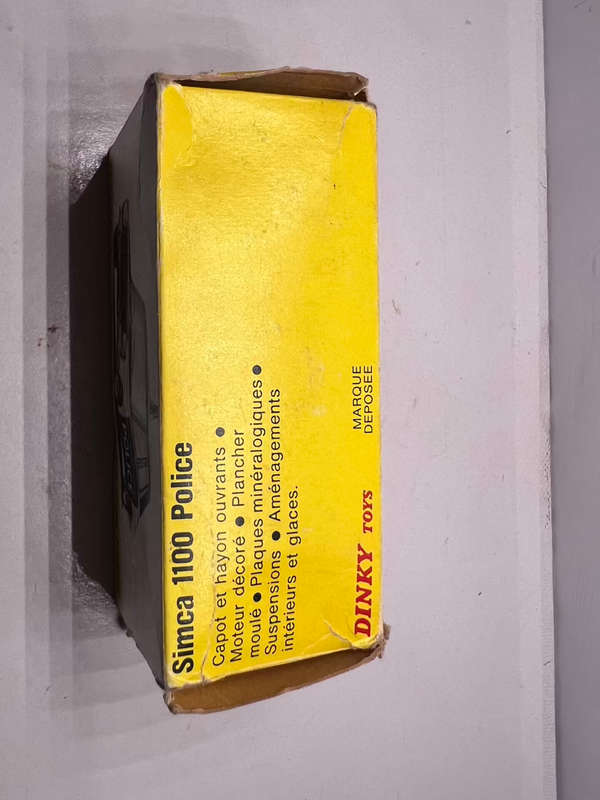 Simca 1100 Police
Capot et hayon ouvrants ●
Moteur décoré ● Plancher
moulé ● Plaques minéralogiques ●
Suspensions ● Aménagements
intérieurs et glaces.
DINKY TOYS
MARQUE
DEPOSEE